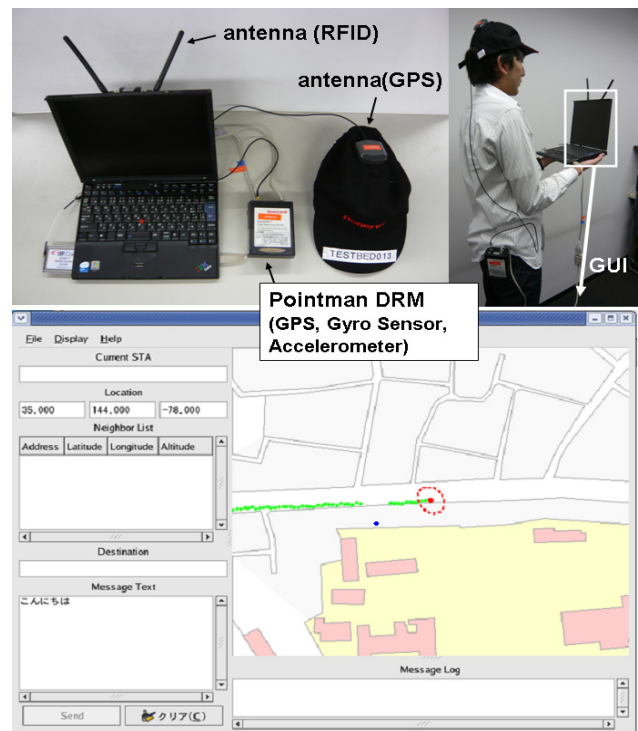 antenna (RFID)
antenna(GPS)
TESTBED013
GUI
Pointman DRM
(GPS, Gyro Sensor,
Accelerometer)
File Display Help
Current STA
Location
35.000 144.000 -78.000
Neighbor List
Address Latitude Longitude Altitude
Destination
Message Text
こんにちは
Send クリア(C)
Message Log